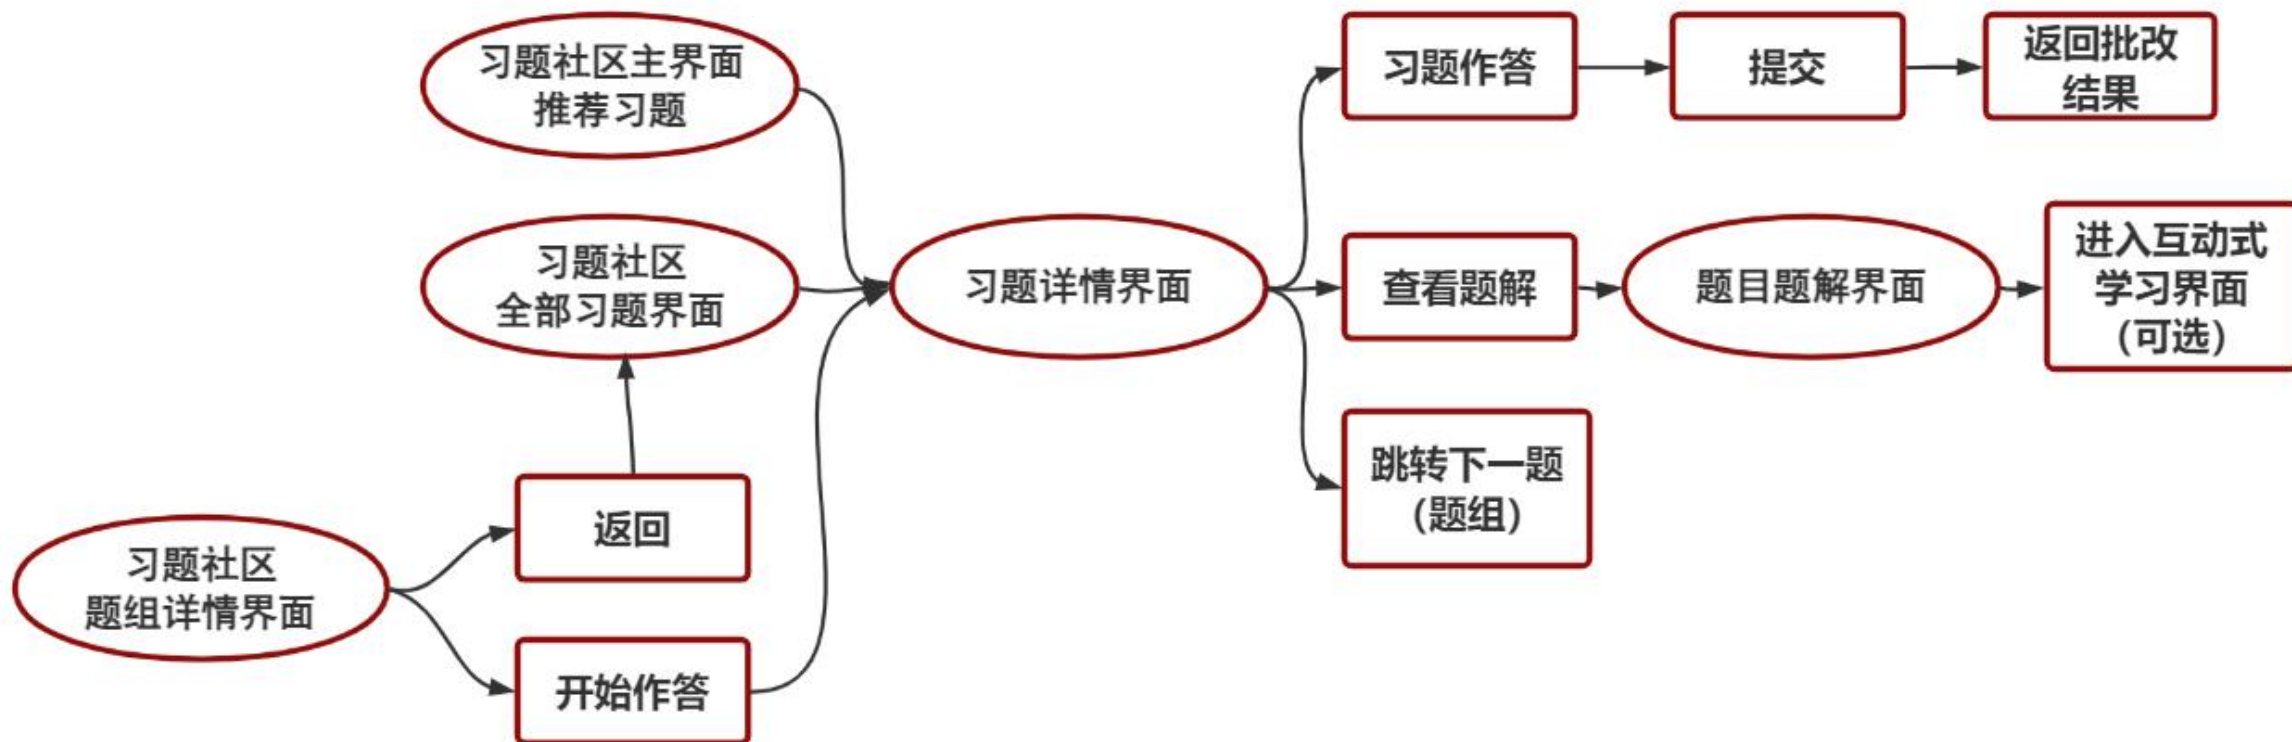 习题社区主界面
推荐习题
习题社区
全部习题界面
返回
习题社区
题组详情界面
开始作答
习题详情界面
习题作答
提交
返回批改
结果
查看题解
题目题解界面
进入互动式
学习界面
（可选）
跳转下一题
（题组）